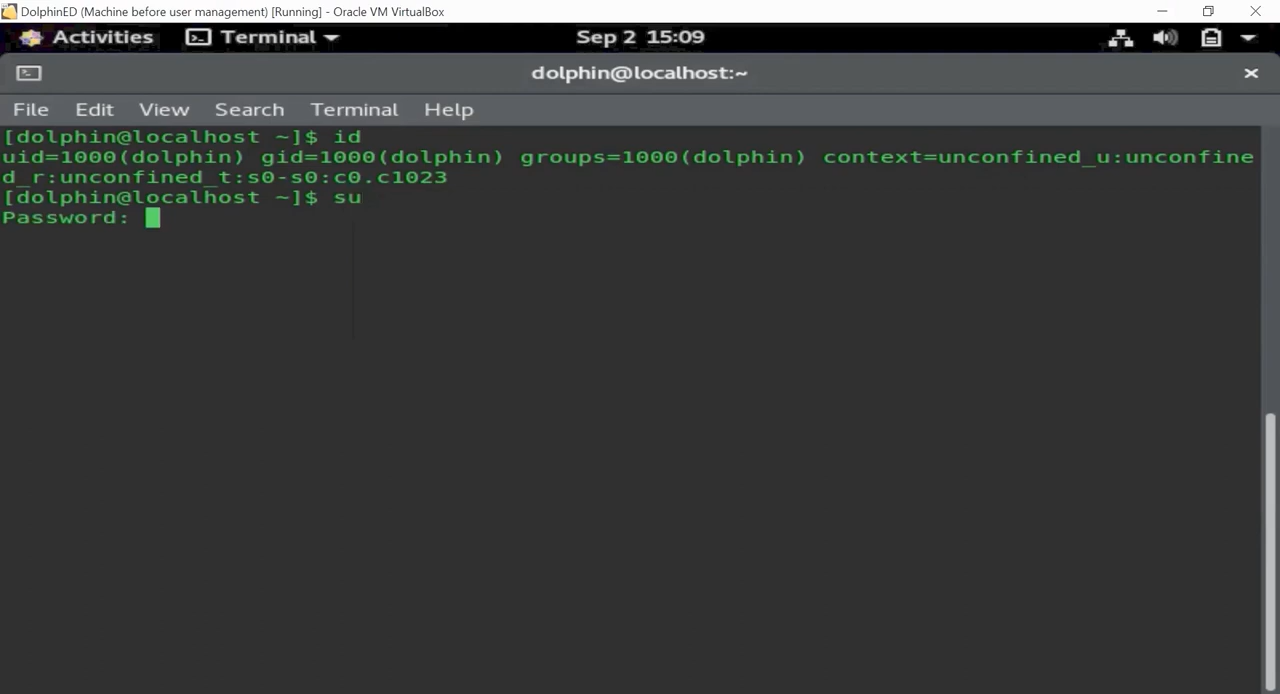 DolphinED (Machine before user management) [Running] - Oracle VM VirtualBox
Activities Terminal Sep 2 15:09
dolphin@localhost:~
File Edit View Search Terminal Help
[dolphin@localhost ~]$ id
uid=1000(dolphin) gid=1000(dolphin) groups=1000(dolphin) context=unconfined_u:unconfine
d_r:unconfined_t:s0-s0:c0.c1023
[dolphin@localhost ~]$ su
Password: